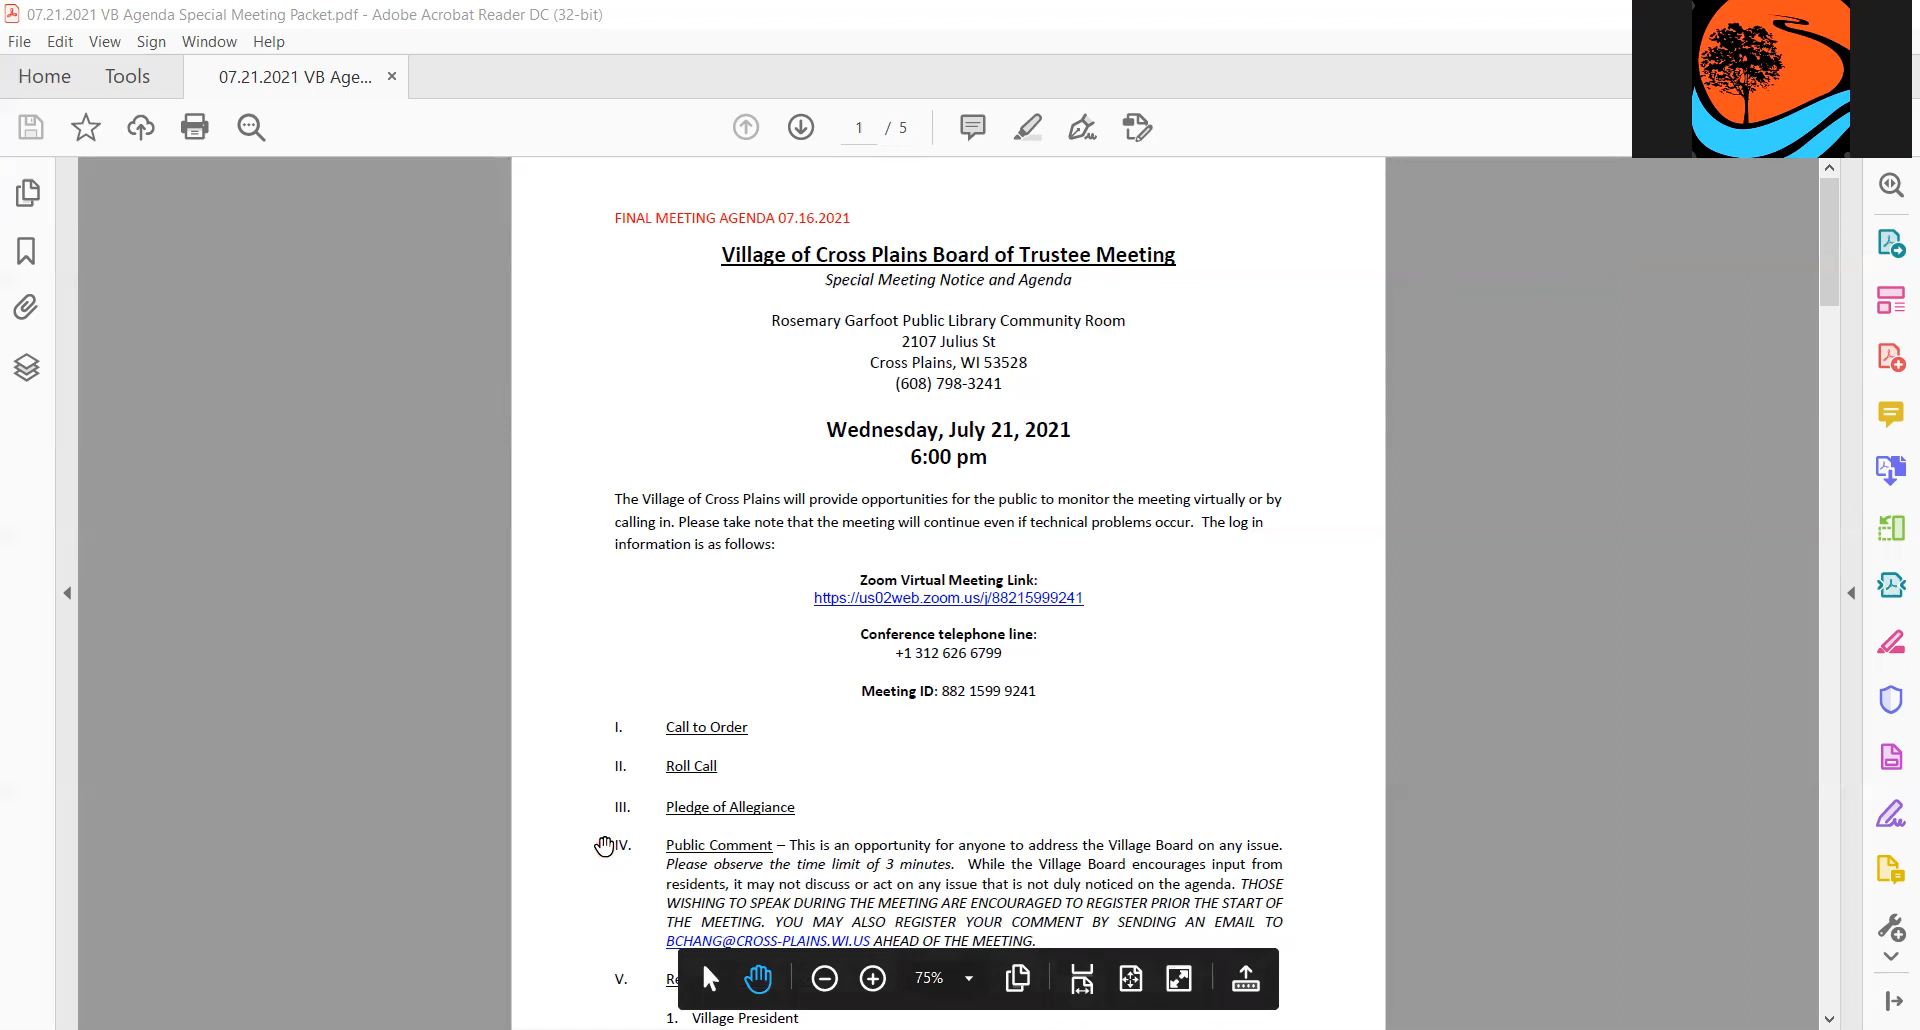 07.21.2021 VB Agenda Special Meeting Packet.pdf - Adobe Acrobat Reader DC (32-bit)
File Edit View Sign Window Help
Home Tools 07.21.2021 VB Age... ×
1 / 5
FINAL MEETING AGENDA 07.16.2021
Village of Cross Plains Board of Trustee Meeting
Special Meeting Notice and Agenda
Rosemary Garfoot Public Library Community Room
2107 Julius St
Cross Plains, WI 53528
(608) 798-3241
Wednesday, July 21, 2021
6:00 pm
The Village of Cross Plains will provide opportunities for the public to monitor the meeting virtually or by
calling in. Please take note that the meeting will continue even if technical problems occur. The log in
information is as follows:
Zoom Virtual Meeting Link:
https://us02web.zoom.us/j/88215999241
Conference telephone line:
+1 312 626 6799
Meeting ID: 882 1599 9241
I. Call to Order
II. Roll Call
III. Pledge of Allegiance
IV. Public Comment – This is an opportunity for anyone to address the Village Board on any issue.
Please observe the time limit of 3 minutes. While the Village Board encourages input from
residents, it may not discuss or act on any issue that is not duly noticed on the agenda. THOSE
WISHING TO SPEAK DURING THE MEETING ARE ENCOURAGED TO REGISTER PRIOR THE START OF
THE MEETING. YOU MAY ALSO REGISTER YOUR COMMENT BY SENDING AN EMAIL TO
BCHANG@CROSS-PLAINS.WI.US AHEAD OF THE MEETING.
V.
75%
1. Village President